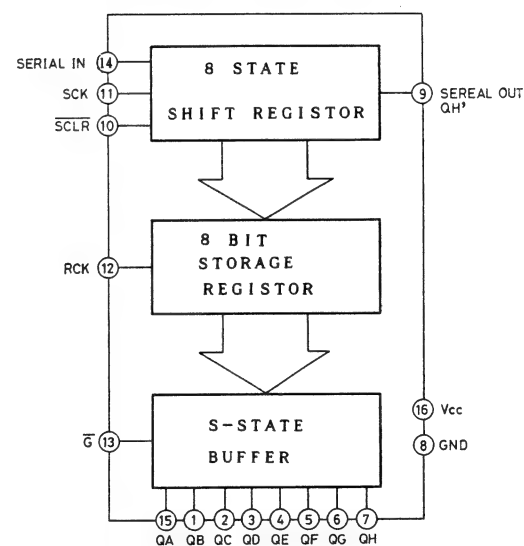 SERIAL IN 14
SCK 11
SCLR 10
8 STATE
SHIFT REGISTOR
9 SEREAL OUT
QH'
RCK 12
8 BIT
STORAGE
REGISTOR
G 13
S-STATE
BUFFER
16 Vcc
8 GND
15 1 2 3 4 5 6 7
QA QB QC QD QE QF QG QH